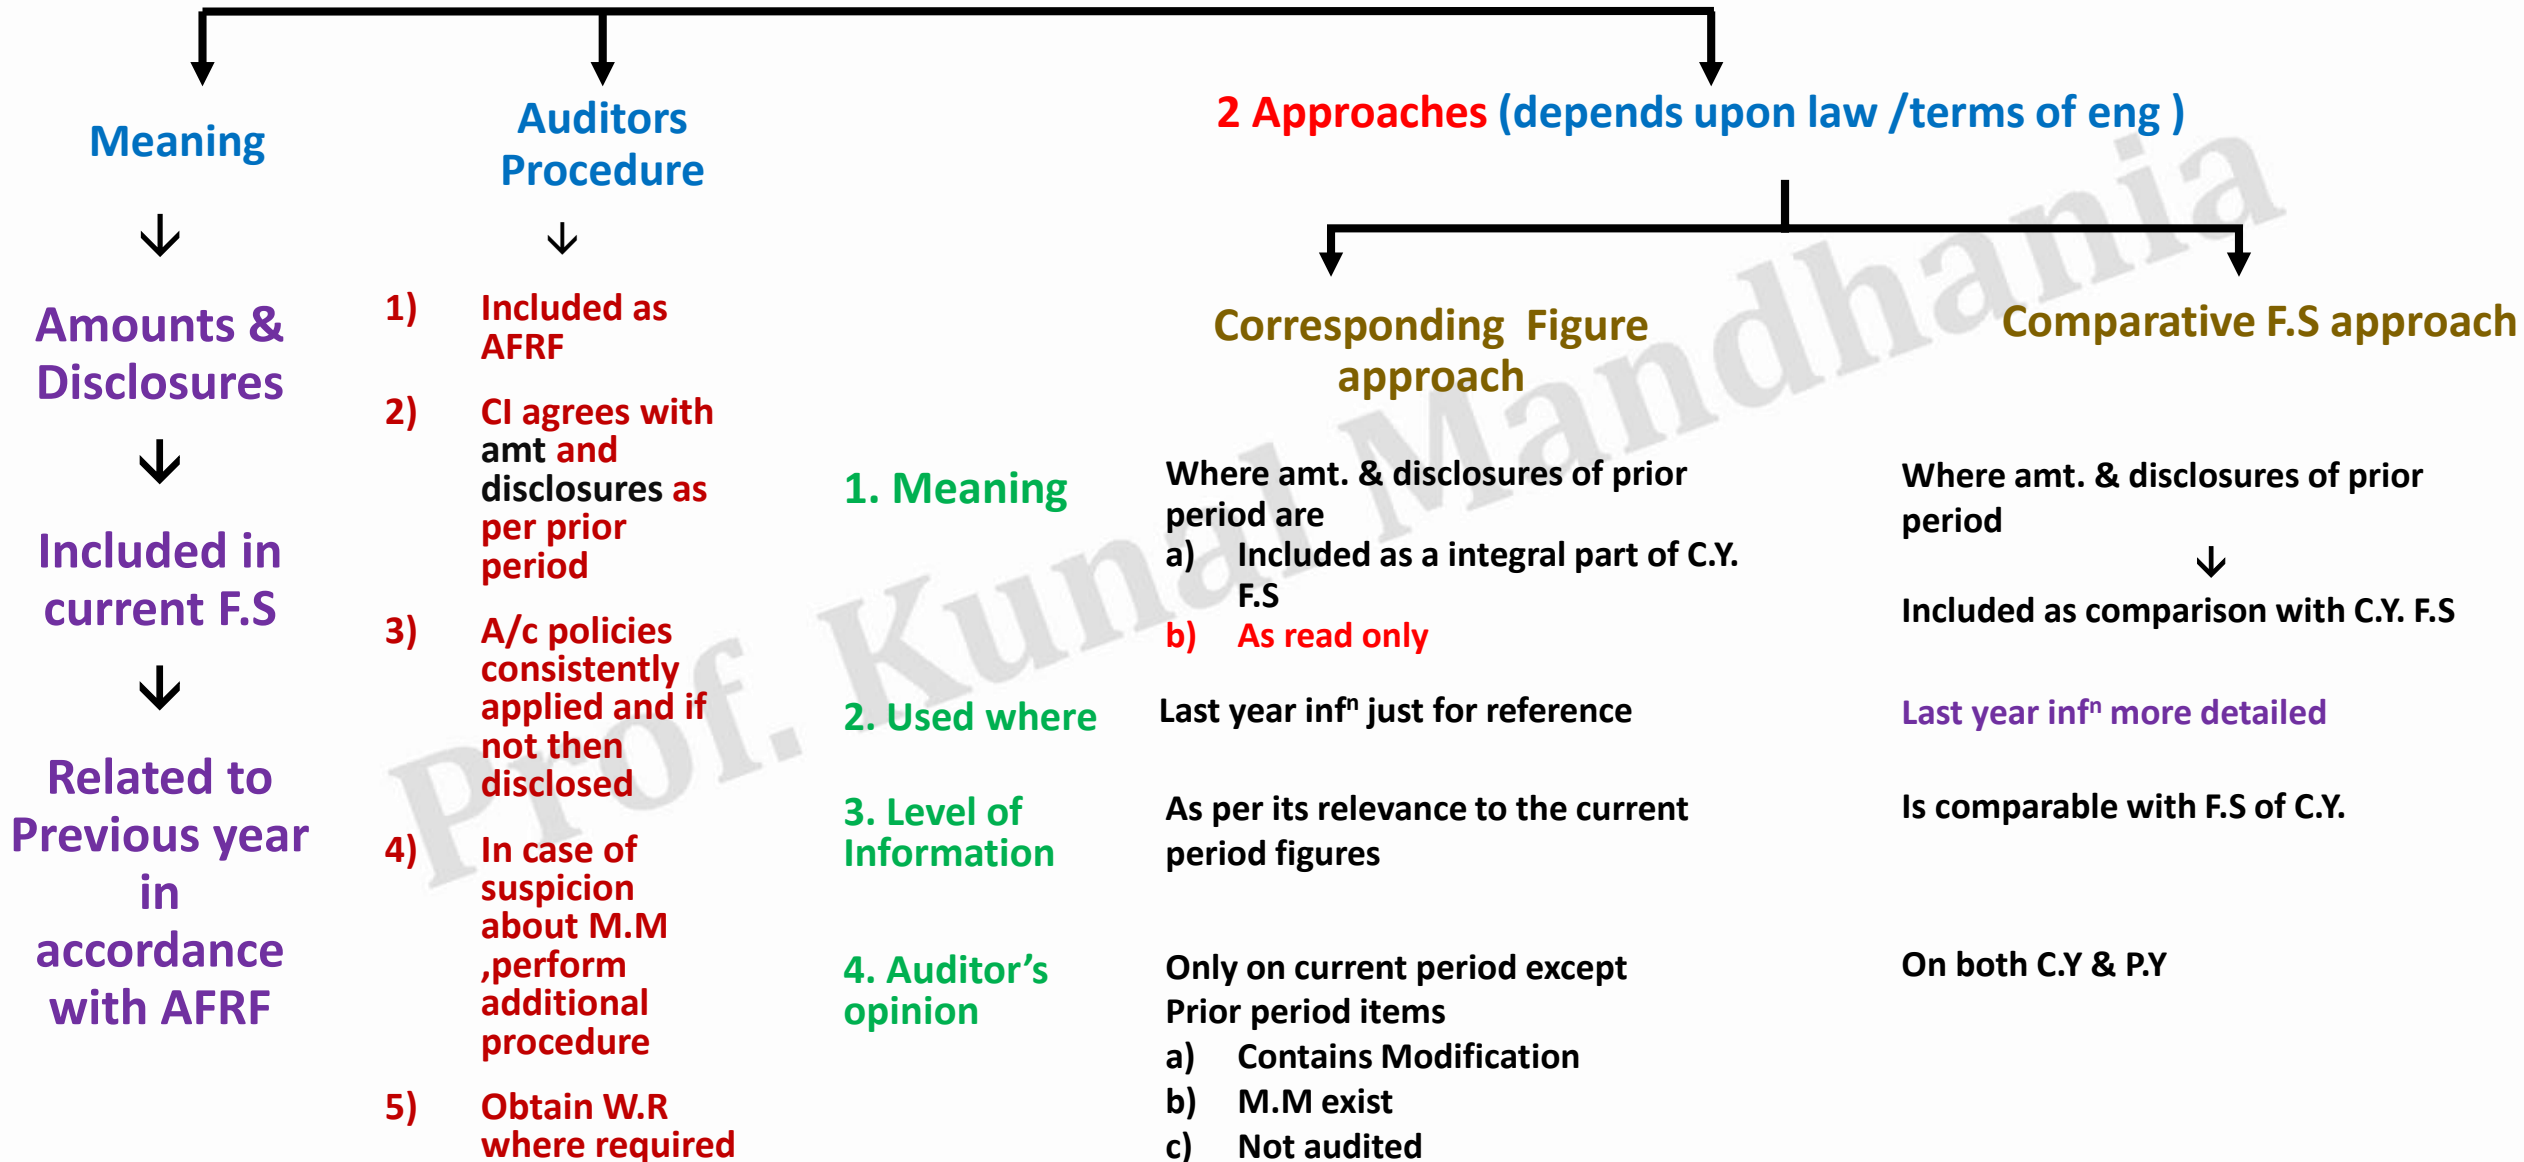 Meaning
Amounts &
Disclosures
Included in
current F.S
Related to
Previous year
in
accordance
with AFRF
Auditors
Procedure
1) Included as
AFRF
2) CI agrees with
amt and
disclosures as
per prior
period
3) A/c policies
consistently
applied and if
not then
disclosed
4) In case of
suspicion
about M.M
,perform
additional
procedure
5) Obtain W.R
where required
2 Approaches (depends upon law /terms of eng )
Corresponding Figure
approach
Comparative F.S approach
1. Meaning
Where amt. & disclosures of prior
period are
a) Included as a integral part of C.Y.
F.S
b) As read only
Where amt. & disclosures of prior
period
Included as comparison with C.Y. F.S
2. Used where
Last year infⁿ just for reference
Last year infⁿ more detailed
3. Level of
Information
As per its relevance to the current
period figures
Is comparable with F.S of C.Y.
4. Auditor’s
opinion
Only on current period except
Prior period items
a) Contains Modification
b) M.M exist
c) Not audited
On both C.Y & P.Y
Prof. Kunal Mandhania